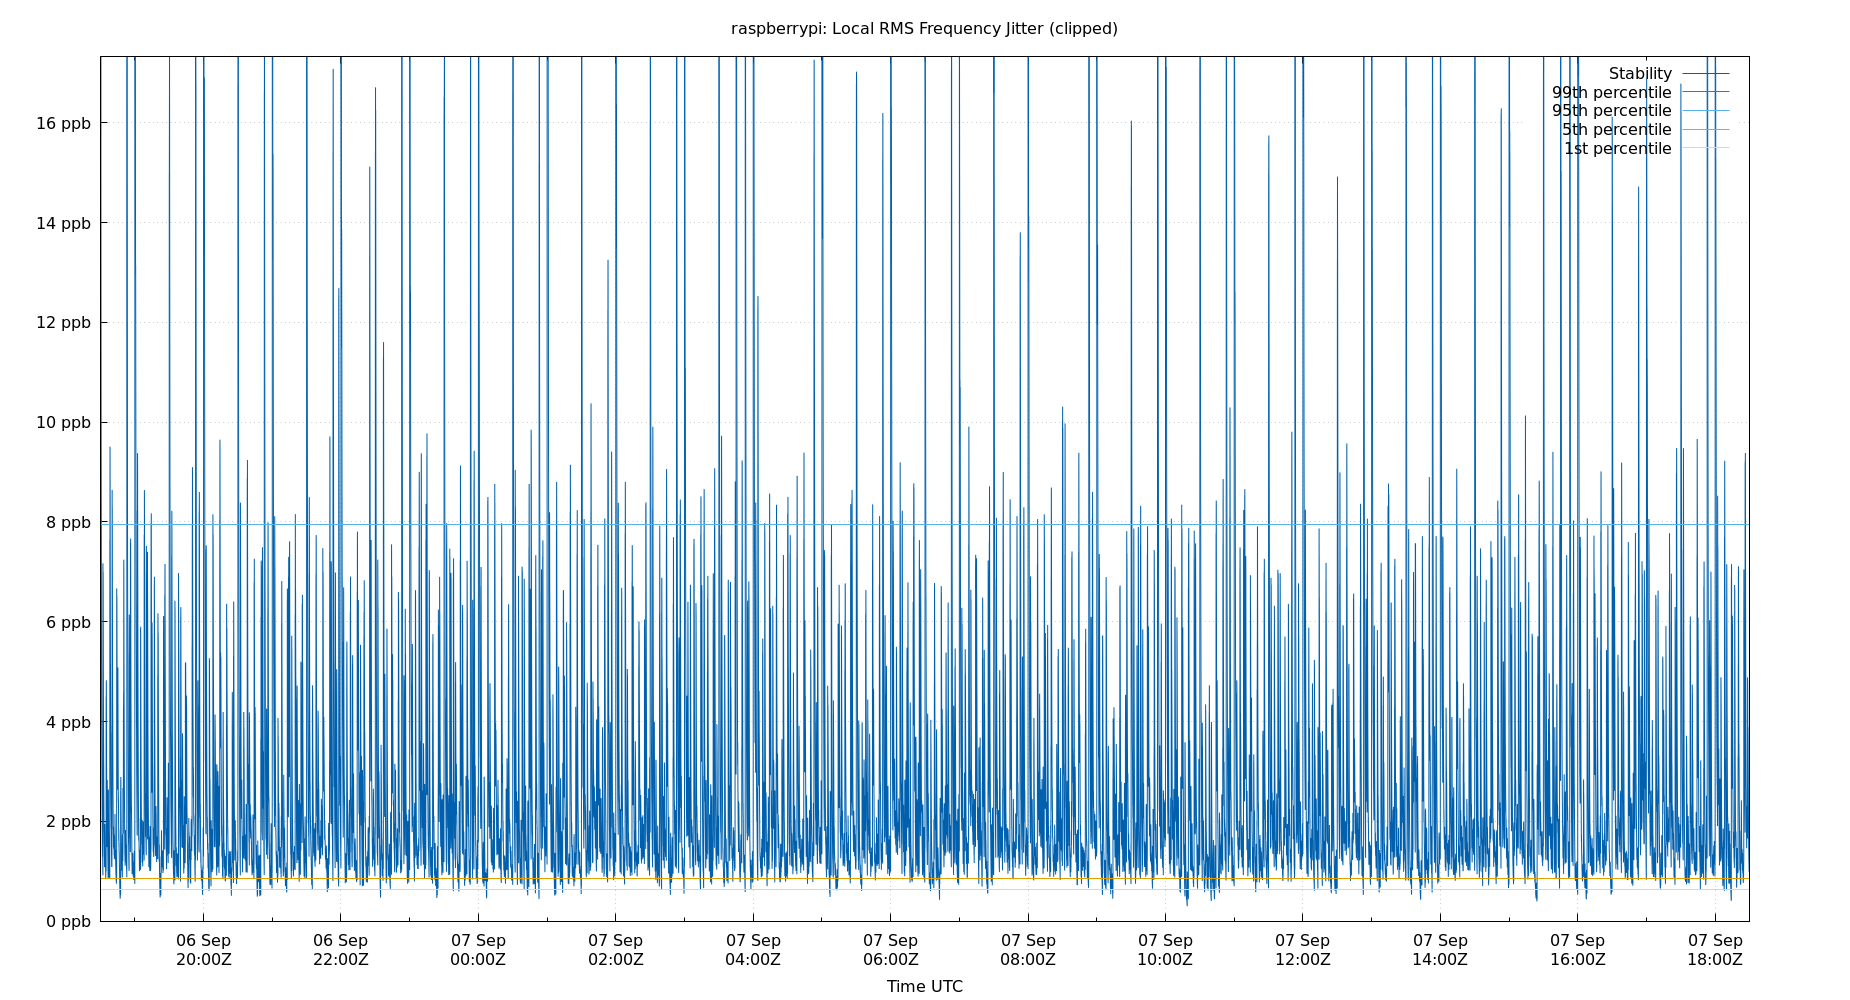 raspberrypi: Local RMS Frequency Jitter (clipped)
Stability
99th percentile
95th percentile
5th percentile
1st percentile
16 ppb
14 ppb
12 ppb
10 ppb
8 ppb
6 ppb
4 ppb
2 ppb
0 ppb
06 Sep 06 Sep 07 Sep 07 Sep 07 Sep 07 Sep 07 Sep 07 Sep 07 Sep 07 Sep 07 Sep 07 Sep
20:00Z 22:00Z 00:00Z 02:00Z 04:00Z 06:00Z 08:00Z 10:00Z 12:00Z 14:00Z 16:00Z 18:00Z
Time UTC